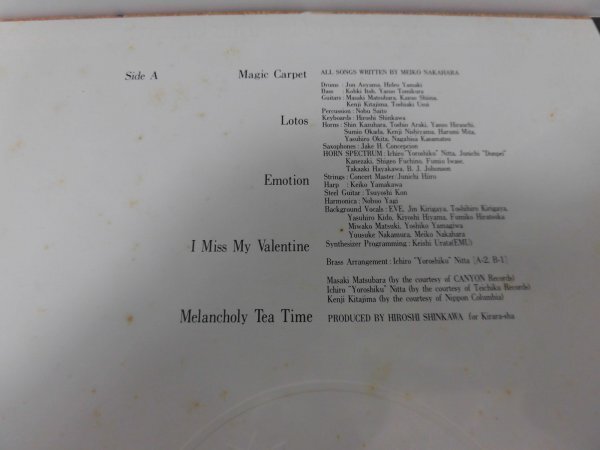 Side A
Magic Carpet
Lotos
Emotion
I Miss My Valentine
Melancholy Tea Time
ALL SONGS WRITTEN BY MEIKO NAKAHARA
Drums : Jun Aoyama, Hideo Yamaki
Bass : Kohki Itoh, Yasuo Tomikura
Guitars : Masaki Matsubara, Kazuo Shiina,
Kenji Kitajima, Toshiaki Usui
Percussion : Nobu Saito
Keyboards : Hiroshi Shinkawa
Horns : Shin Kazuhara, Toshio Araki, Yasuo Hirauchi,
Sumio Okada, Kenji Nishiyama, Harumi Mita,
Yasuhiro Okita, Nagahisa Kasamatsu
Saxophones : Jake H. Concepcion
HORN SPECTRUM : Ichiro "Yoroshiku" Nitta, Junichi "Dumpei"
Kanezaki, Shigeo Fuchino, Fumio Iwase,
Takaaki Hayakawa, B. J. Johonson
Strings : Concert Master/Junichi Hiiro
Harp : Keiko Yamakawa
Steel Guitar : Tsuyoshi Kon
Harmonica : Nobuo Yagi
Background Vocals : EVE, Jin Kirigaya, Toshihiro Kirigaya,
Yasuhiro Kido, Kiyoshi Hiyama, Fumiko Hiratsuka
Miwako Matsuki, Yoshiko Yamagiwa
Yousuke Nakamura, Meiko Nakahara
Synthesizer Programming : Keishi Urata(EMU)
Brass Arrangement : Ichiro "Yoroshiku" Nitta [A-2, B-1]
Masaki Matsubara (by the courtesy of CANYON Records)
Ichiro "Yoroshiku" Nitta (by the courtesy of Teichiku Records)
Kenji Kitajima (by the courtesy of Nippon Columbia)
PRODUCED BY HIROSHI SHINKAWA for Kirara-sha